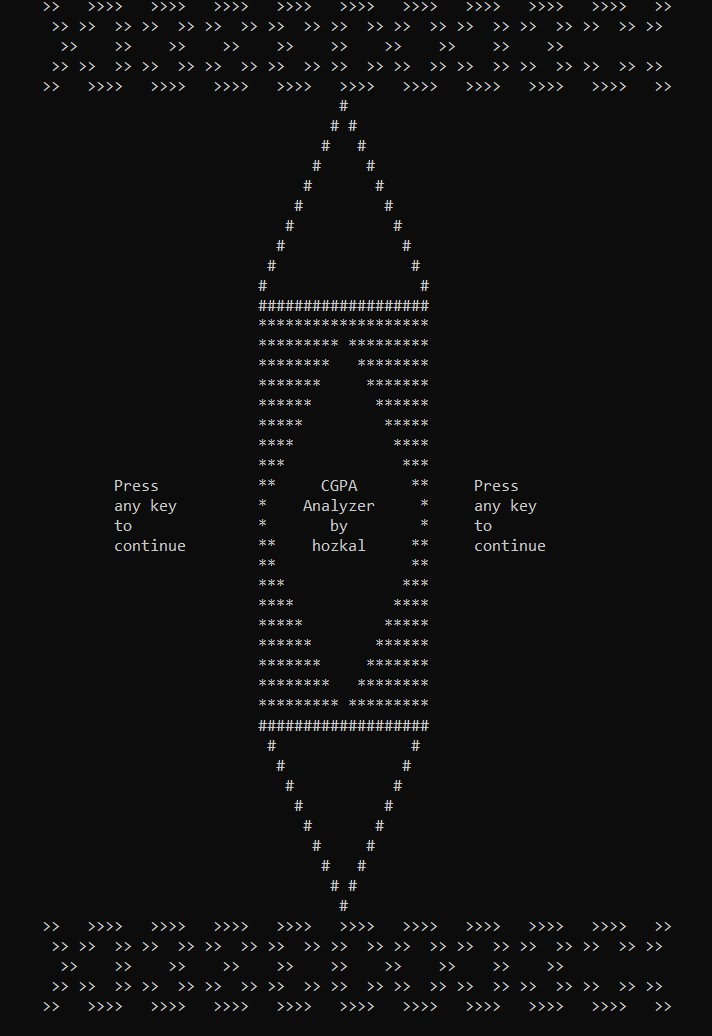 Press CGPA Press
any key Analyzer any key
to by to
continue hozkal continue